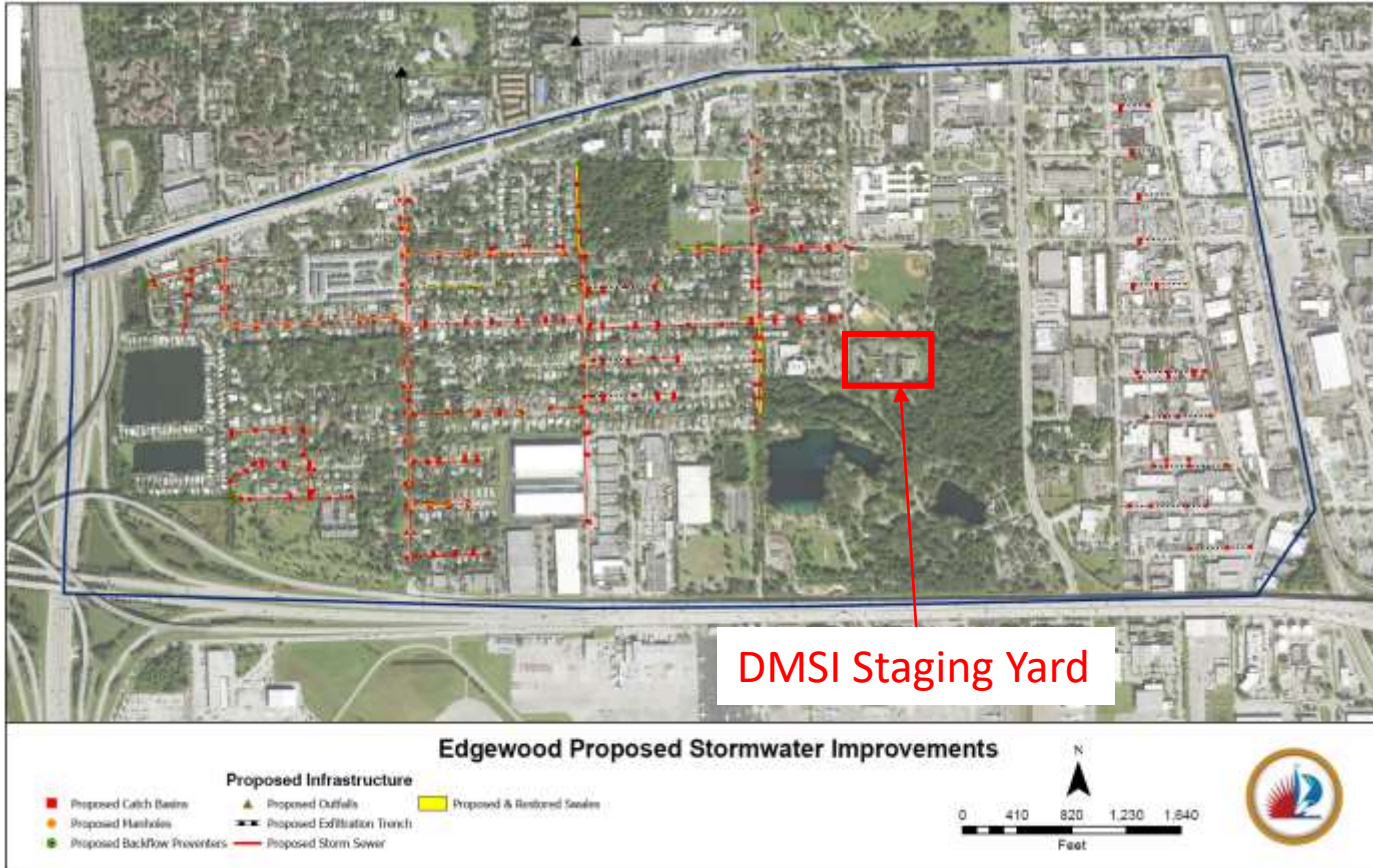 DMSI Staging Yard
Edgewood Proposed Stormwater Improvements
Proposed Infrastructure
Proposed Catch Basins
Proposed Manholes
Proposed Backflow Preventers
Proposed Outfalls
Proposed Exfiltration Trench
Proposed Storm Sewer
Proposed & Restored Swales
N
0 410 820 1,230 1,640
Feet